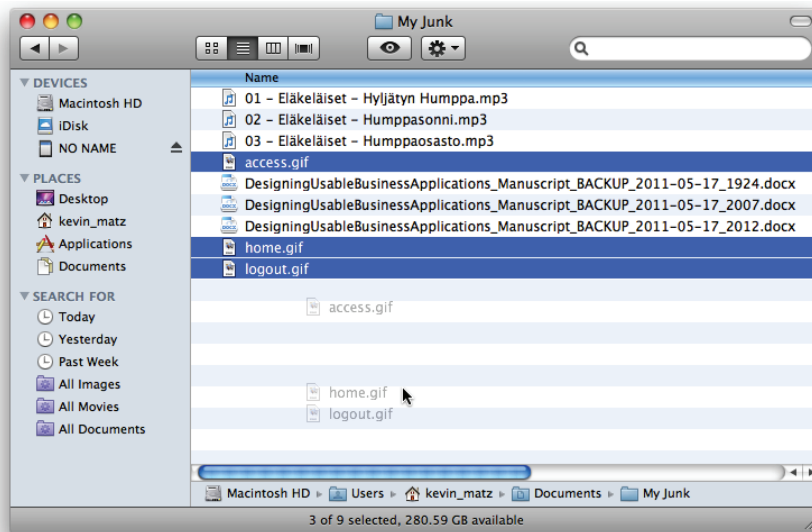 My Junk
DEVICES
Macintosh HD
iDisk
NO NAME
PLACES
Desktop
kevin_matz
Applications
Documents
SEARCH FOR
Today
Yesterday
Past Week
All Images
All Movies
All Documents
Name
01 – Eläkeläiset – Hyljätyn Humppa.mp3
02 – Eläkeläiset – Humppasonni.mp3
03 – Eläkeläiset – Humppaosasto.mp3
access.gif
DesigningUsableBusinessApplications_Manuscript_BACKUP_2011-05-17_1924.docx
DesigningUsableBusinessApplications_Manuscript_BACKUP_2011-05-17_2007.docx
DesigningUsableBusinessApplications_Manuscript_BACKUP_2011-05-17_2012.docx
home.gif
logout.gif
access.gif
home.gif
logout.gif
Macintosh HD ▸ Users ▸ kevin_matz ▸ Documents ▸ My Junk
3 of 9 selected, 280.59 GB available